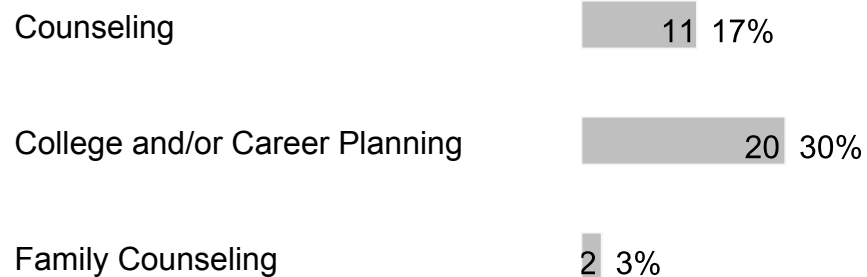 Counseling 11 17%
College and/or Career Planning 20 30%
Family Counseling 2 3%